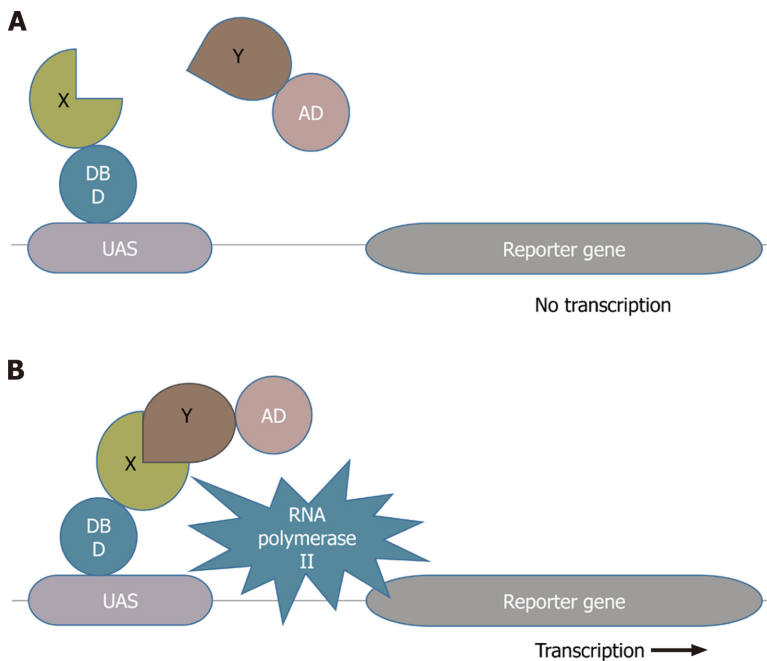 A
Y
X
AD
DB
D
UAS
Reporter gene
No transcription
B
Y
AD
X
RNA
polymerase
II
DB
D
UAS
Reporter gene
Transcription